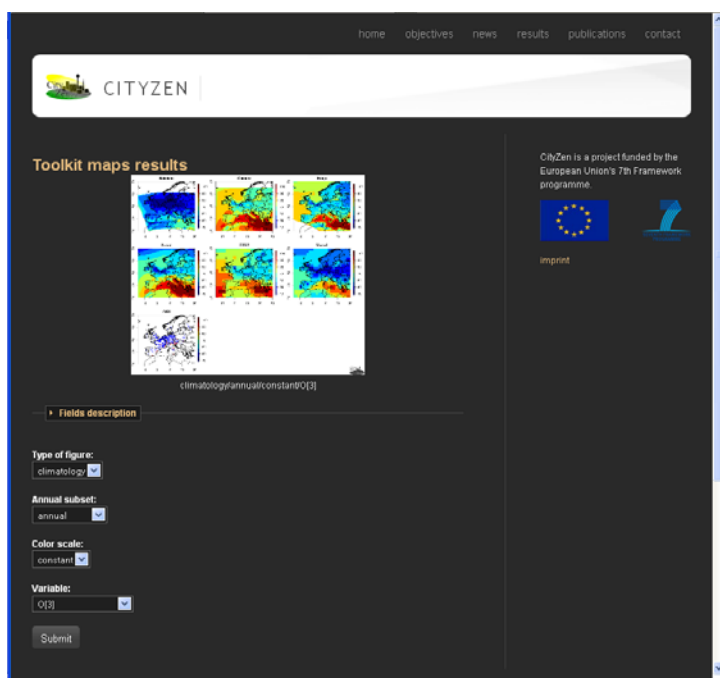 home objectives news results publications contact
CITYZEN
Toolkit maps results
CityZen is a project funded by the
European Union's 7th Framework
programme.
imprint
climatology/annual/constant/O[3]
Fields description
Type of figure:
climatology
Annual subset:
annual
Color scale:
constant
Variable:
O[3]
Submit